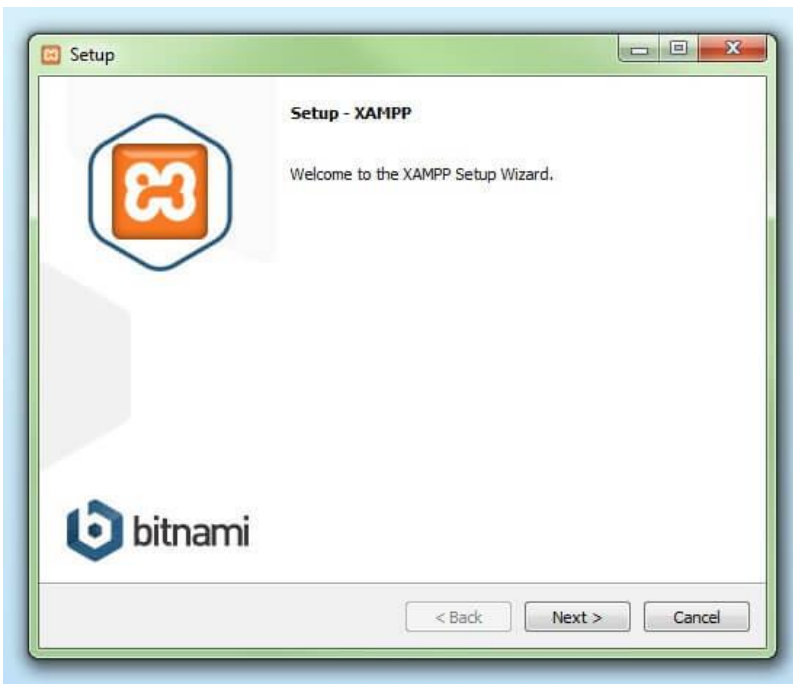 Setup
Setup - XAMPP
Welcome to the XAMPP Setup Wizard.
bitnami
< Back
Next >
Cancel